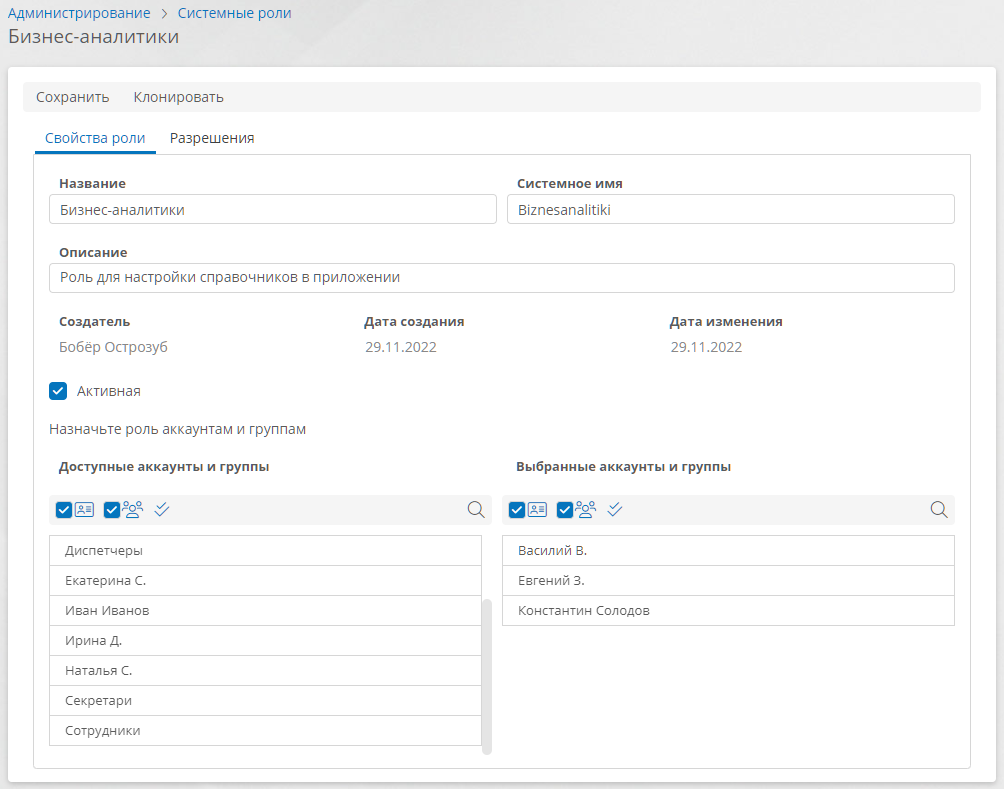 Администрирование > Системные роли
Бизнес-аналитики
Сохранить Клонировать
Свойства роли Разрешения
Название Системное имя
Бизнес-аналитики Biznesanalitiki
Описание
Роль для настройки справочников в приложении
Создатель Дата создания Дата изменения
Бобёр Острозуб 29.11.2022 29.11.2022
Активная
Назначьте роль аккаунтам и группам
Доступные аккаунты и группы Выбранные аккаунты и группы
Диспетчеры Василий В.
Екатерина С. Евгений З.
Иван Иванов Константин Солодов
Ирина Д.
Наталья С.
Секретари
Сотрудники